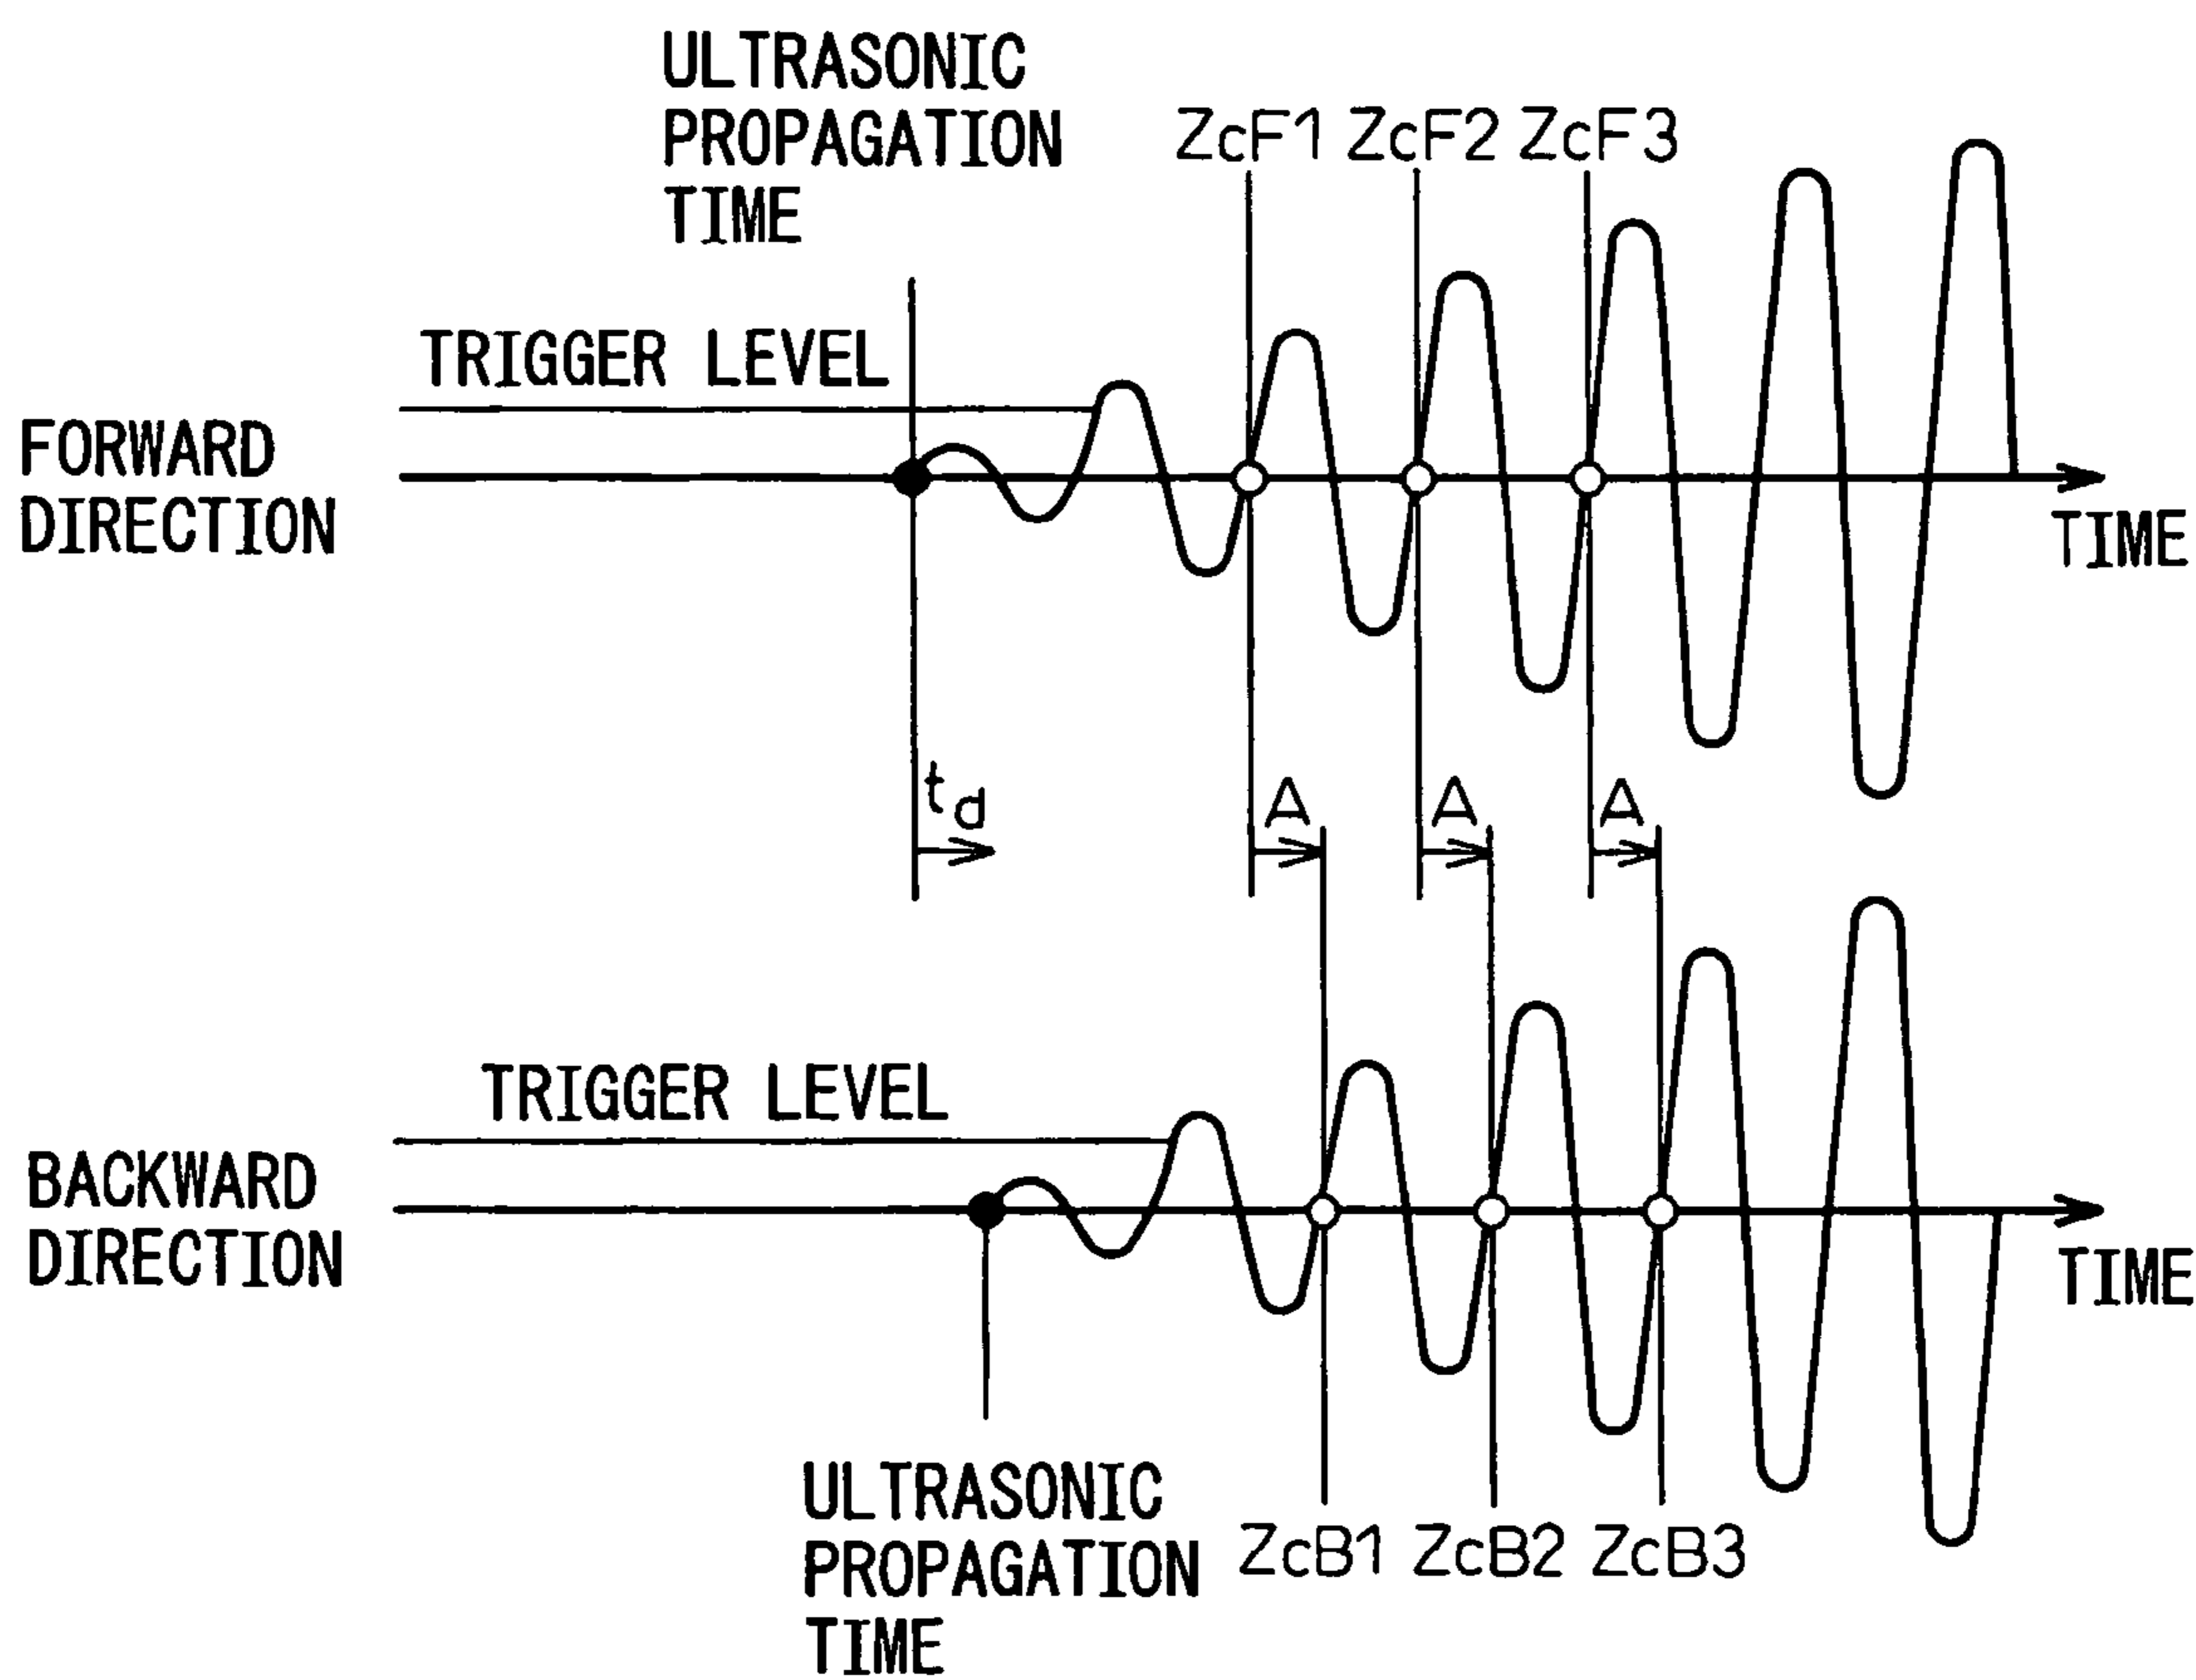 ULTRASONIC
PROPAGATION
TIME
ZcF1 ZcF2 ZcF3
TRIGGER LEVEL
FORWARD
DIRECTION
TIME
td
A A A
TRIGGER LEVEL
BACKWARD
DIRECTION
TIME
ULTRASONIC
PROPAGATION
TIME
ZcB1 ZcB2 ZcB3